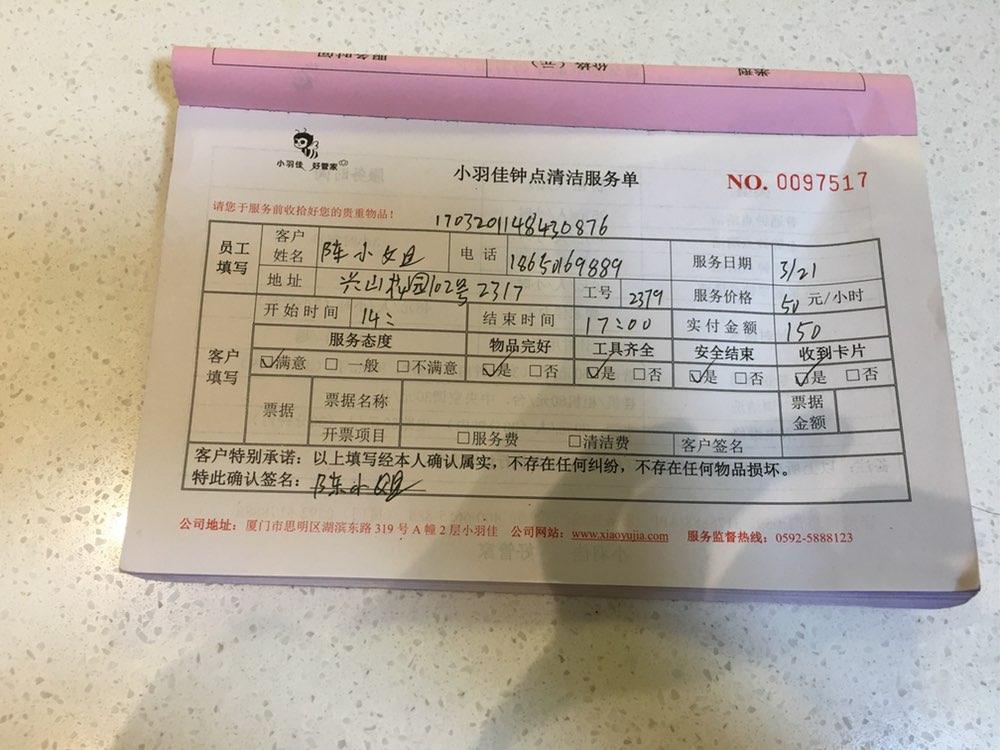 服务时间 价格(元) 类型
小羽佳 好管家
小羽佳钟点清洁服务单
NO. 0097517
请您于服务前收拾好您的贵重物品!
170320114843087​6
员工填写 客户姓名 陈小姐 电话 18650169889 服务日期 3/21
地址 兴山花园102号2317 工号 2379 服务价格 50 元/小时
客户填写 开始时间 14: 结束时间 17:00 实付金额 150
服务态度 物品完好 工具齐全 安全结束 收到卡片
☑满意 □一般 □不满意 ☑是 □否 ☑是 □否 ☑是 □否 ☑是 □否
票据 票据名称 票据金额
开票项目 □服务费 □清洁费 客户签名
客户特别承诺:以上填写经本人确认属实,不存在任何纠纷,不存在任何物品损坏。
特此确认签名:陈小姐
公司地址:厦门市思明区湖滨东路 319 号 A 幢 2 层小羽佳 公司网站:www.xiaoyujia.com 服务监督热线:0592-5888123